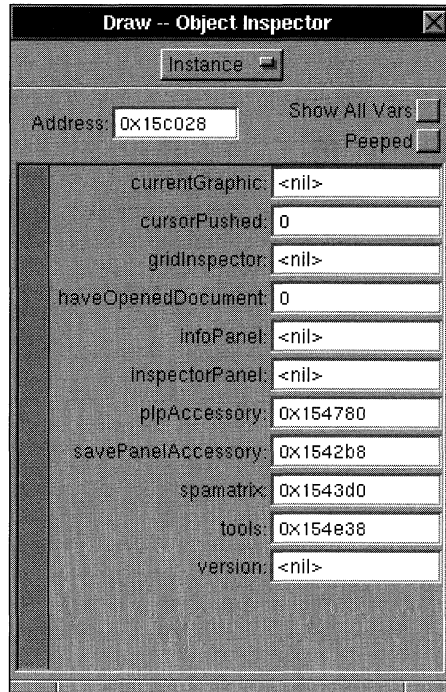 Draw -- Object Inspector
Instance
Address: 0x15c028
Show All Vars
Peeped
currentGraphic: <nil>
cursorPushed: 0
gridInspector: <nil>
haveOpenedDocument: 0
infoPanel: <nil>
inspectorPanel: <nil>
plpAccessory: 0x154780
savePanelAccessory: 0x1542b8
spamatrix: 0x1543d0
tools: 0x154e38
version: <nil>